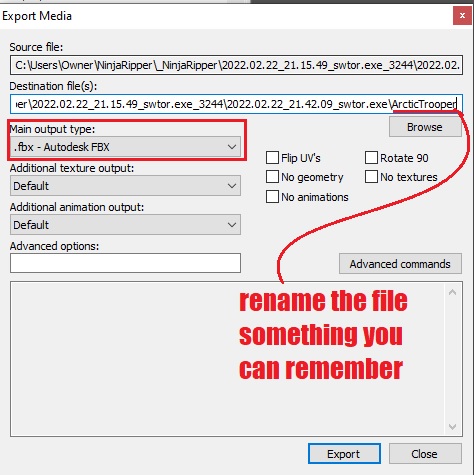 Export Media
Source file:
C:\Users\Owner\NinjaRipper\_NinjaRipper\2022.02.22_21.15.49_swtor.exe_3244\2022.02.
Destination file(s):
per\2022.02.22_21.15.49_swtor.exe_3244\2022.02.22_21.42.09_swtor.exe\ArcticTrooper
Main output type:
Browse
.fbx - Autodesk FBX
Flip UV's
Rotate 90
Additional texture output:
No geometry
No textures
Default
No animations
Additional animation output:
Default
Advanced options:
Advanced commands
rename the file
something you
can remember
Export
Close